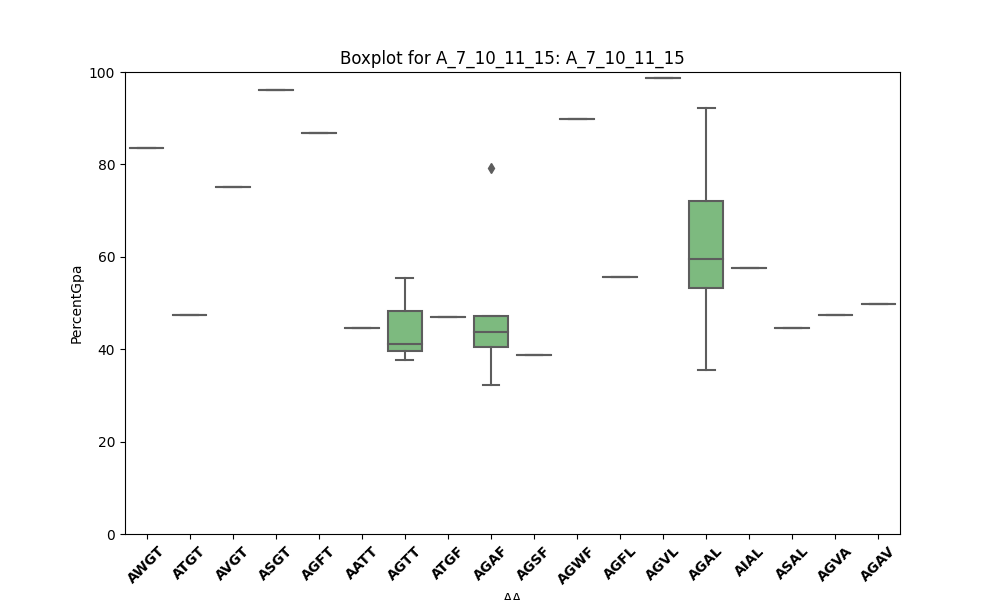 Boxplot for A_7_10_11_15: A_7_10_11_15
100
80
60
40
20
0
PercentGpa
AWGT ATGT AVGT ASGT AGFT AATT AGTT ATGF AGAF AGSF AGWF AGFL AGVL AGAL AIAL ASAL AGVA AGAV
AA